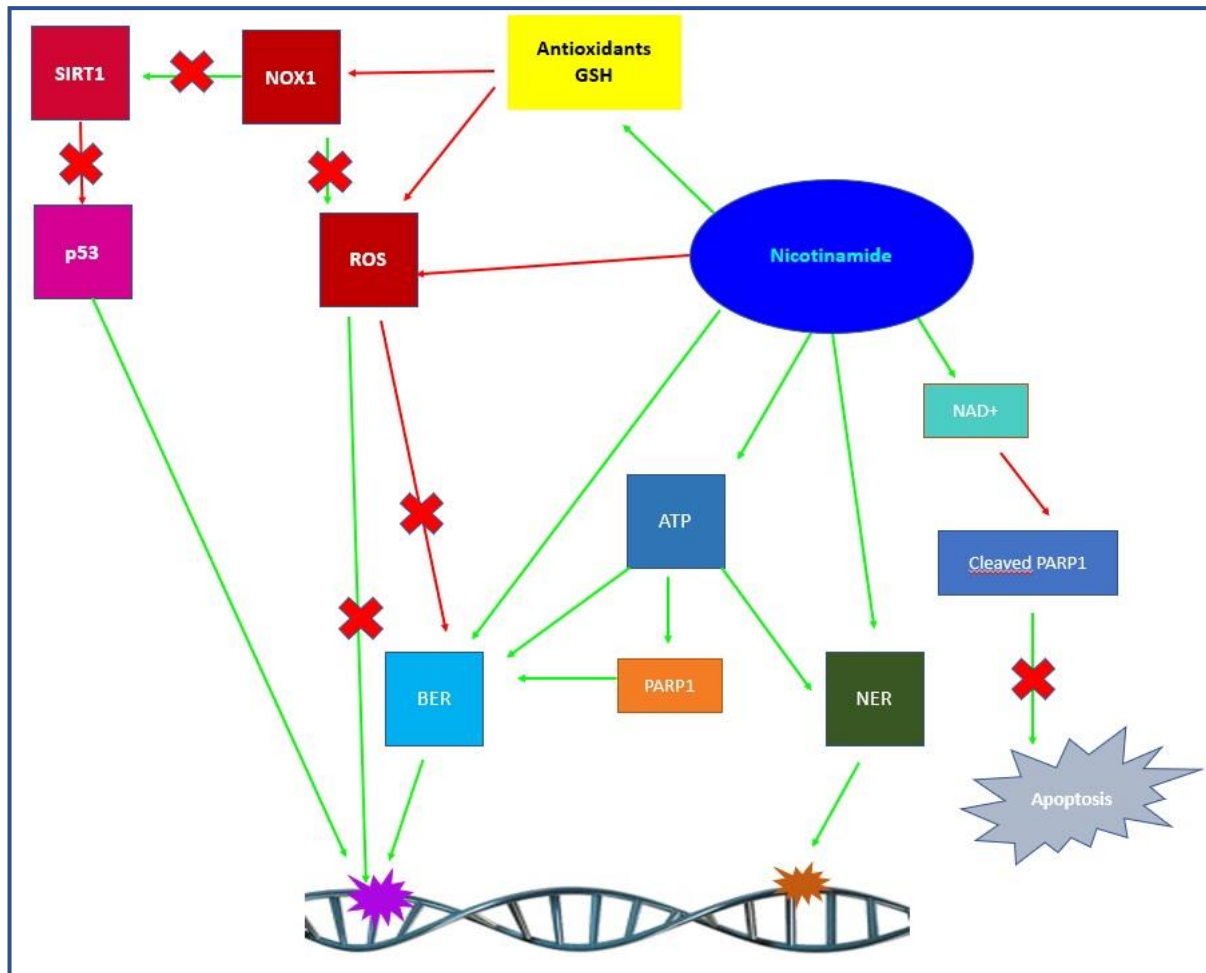 Antioxidants
GSH
SIRT1
NOX1
p53
ROS
Nicotinamide
NAD+
ATP
Cleaved PARP1
BER
PARP1
NER
Apoptosis